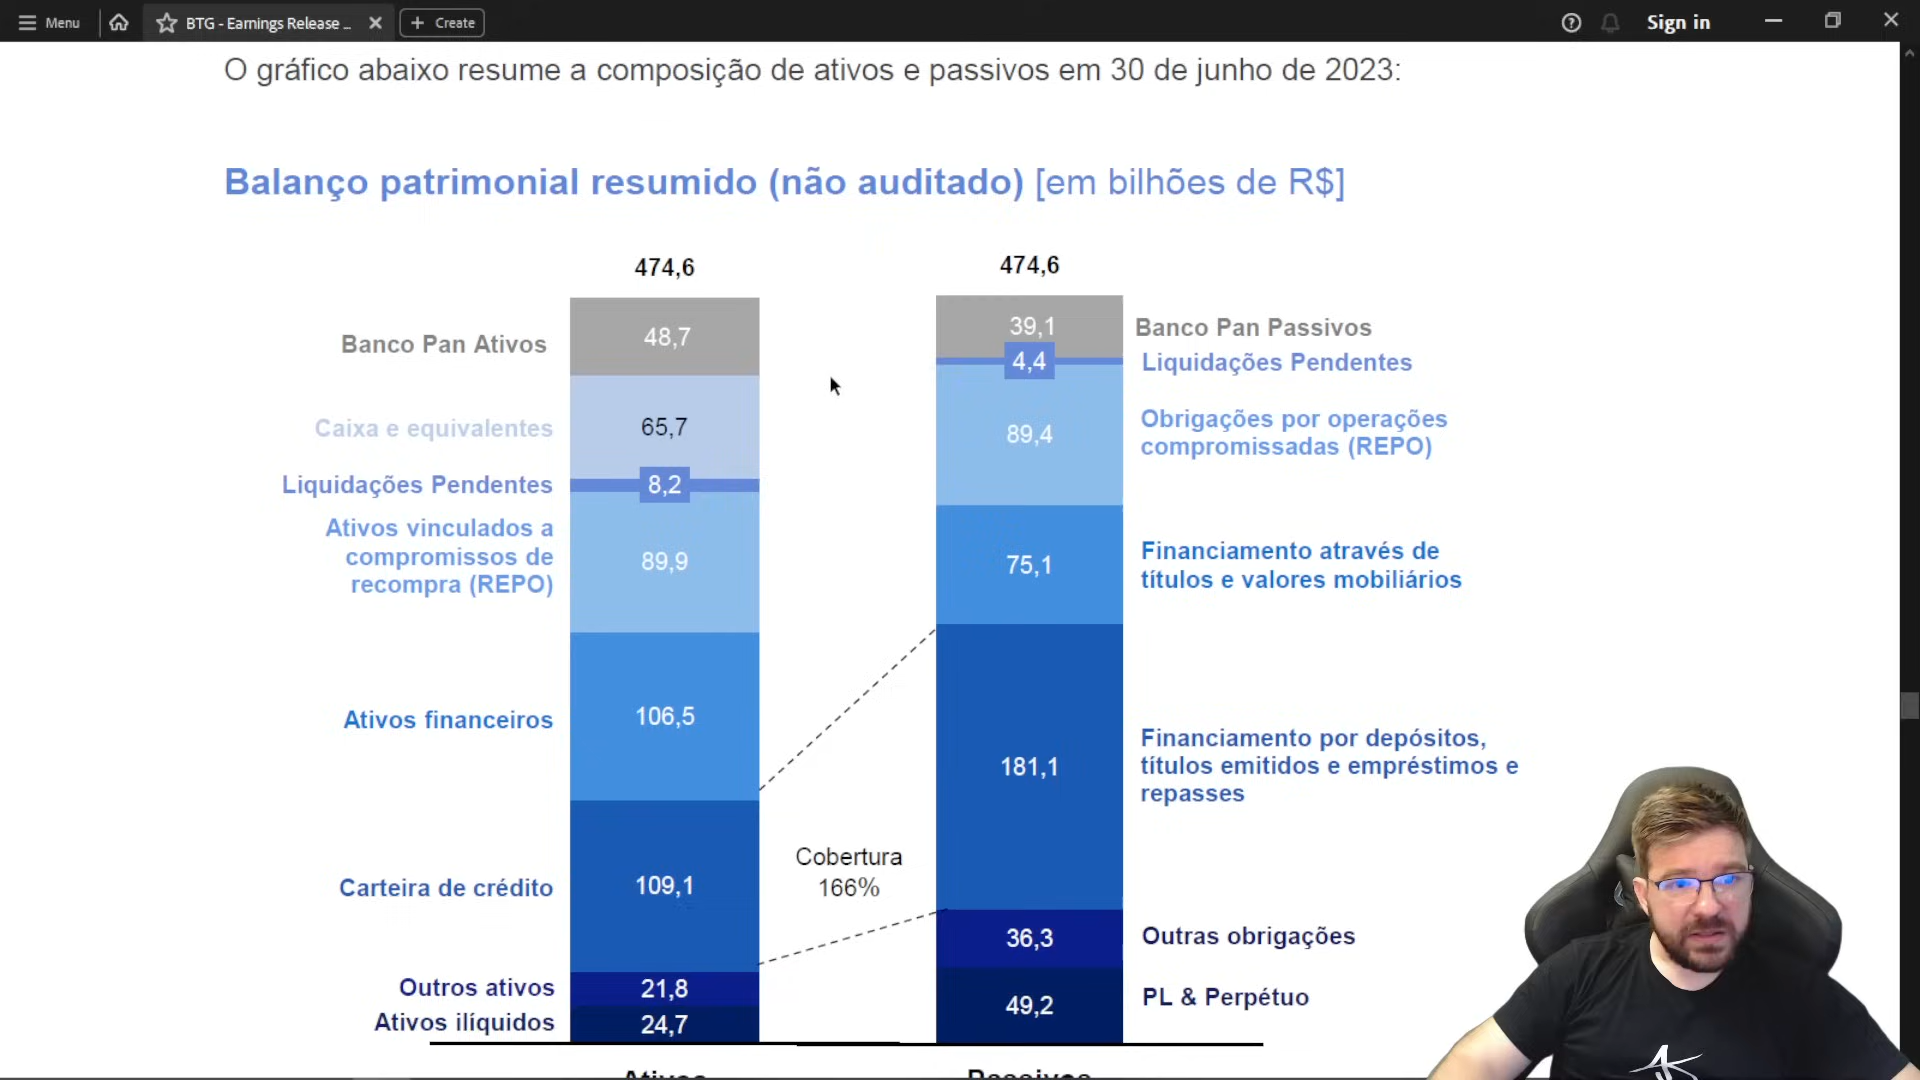 Menu
BTG - Earnings Release ...
Create
Sign in
O gráfico abaixo resume a composição de ativos e passivos em 30 de junho de 2023:
Balanço patrimonial resumido (não auditado) [em bilhões de R$]
474,6
474,6
Banco Pan Ativos
48,7
39,1
Banco Pan Passivos
4,4
Liquidações Pendentes
Caixa e equivalentes
65,7
89,4
Obrigações por operações
compromissadas (REPO)
Liquidações Pendentes
8,2
Ativos vinculados a
compromissos de
recompra (REPO)
89,9
75,1
Financiamento através de
títulos e valores mobiliários
Ativos financeiros
106,5
181,1
Financiamento por depósitos,
títulos emitidos e empréstimos e
repasses
Carteira de crédito
109,1
Cobertura
166%
36,3
Outras obrigações
Outros ativos
21,8
49,2
PL & Perpétuo
Ativos ilíquidos
24,7
Ativos
Passivos